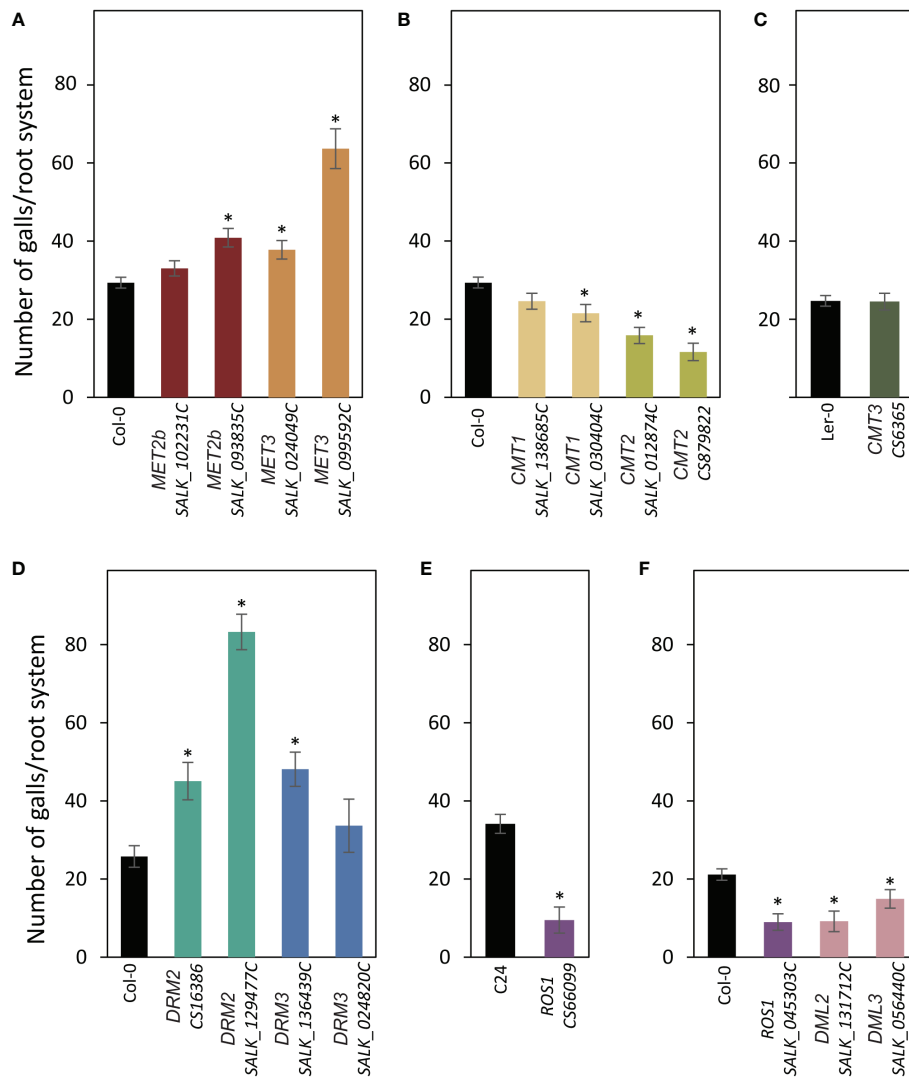 A
Number of galls/root system
80
60
40
20
0
*
*
*
Col-0
MET2b
SALK_102231C
MET2b
SALK_093835C
MET3
SALK_024049C
MET3
SALK_099592C
B
80
60
40
20
0
*
*
*
Col-0
CMT1
SALK_138685C
CMT1
SALK_030404C
CMT2
SALK_012874C
CMT2
CS879822
C
80
60
40
20
0
Ler-0
CMT3
CS6365
D
Number of galls/root system
80
60
40
20
0
*
*
*
Col-0
DRM2
CS16386
DRM2
SALK_129477C
DRM3
SALK_136439C
DRM3
SALK_024820C
E
80
60
40
20
0
*
C24
ROS1
CS66099
F
80
60
40
20
0
*
*
*
Col-0
ROS1
SALK_045303C
DML2
SALK_131712C
DML3
SALK_056440C